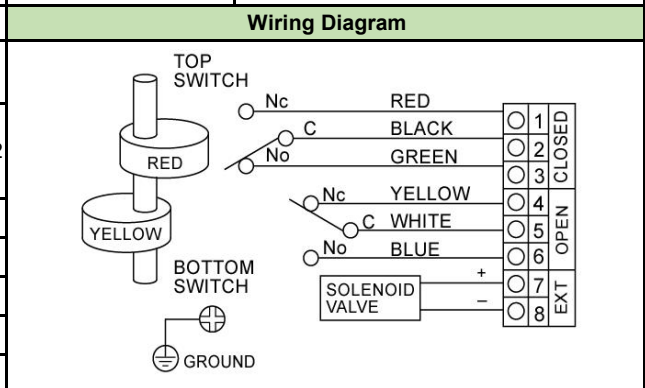 Wiring Diagram
TOP
SWITCH
RED
YELLOW
BOTTOM
SWITCH
GROUND
Nc RED 1
C BLACK 2
No GREEN 3
CLOSED
Nc YELLOW 4
C WHITE 5
No BLUE 6
OPEN
SOLENOID
VALVE
+ 7
− 8
EXT